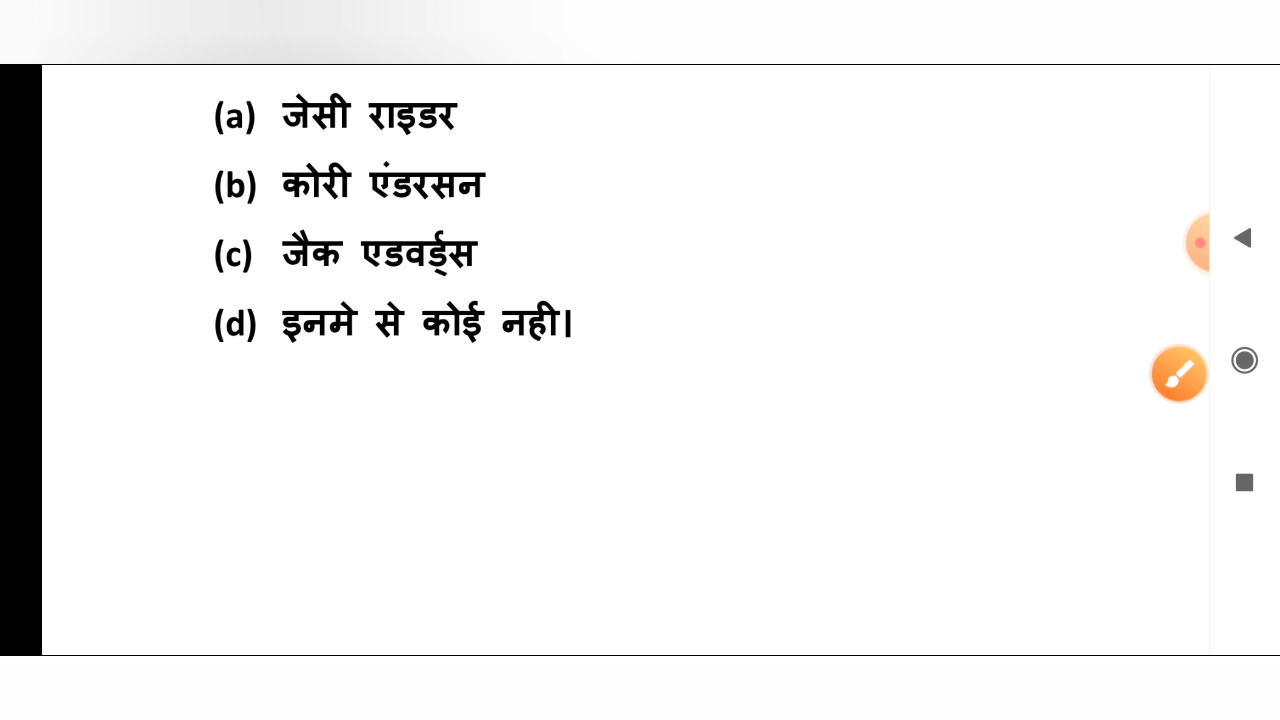 (a) जेसी राइडर
(b) कोरी एंडरसन
(c) जैक एडवर्ड्स
(d) इनमे से कोई नही।